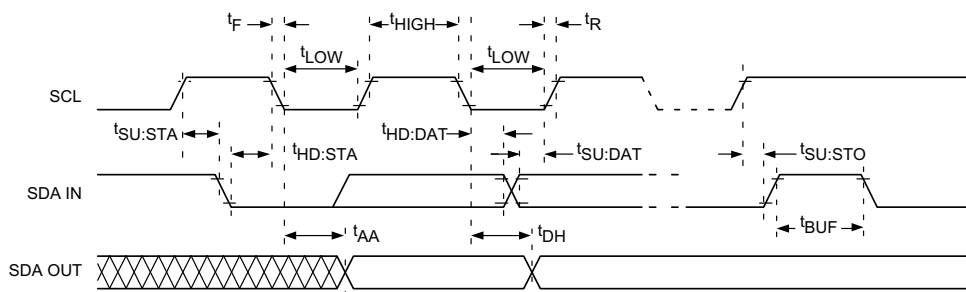 tF tHIGH tR
tLOW tLOW
SCL
tSU:STA tHD:STA tHD:DAT tSU:DAT tSU:STO
SDA IN
tAA tDH tBUF
SDA OUT